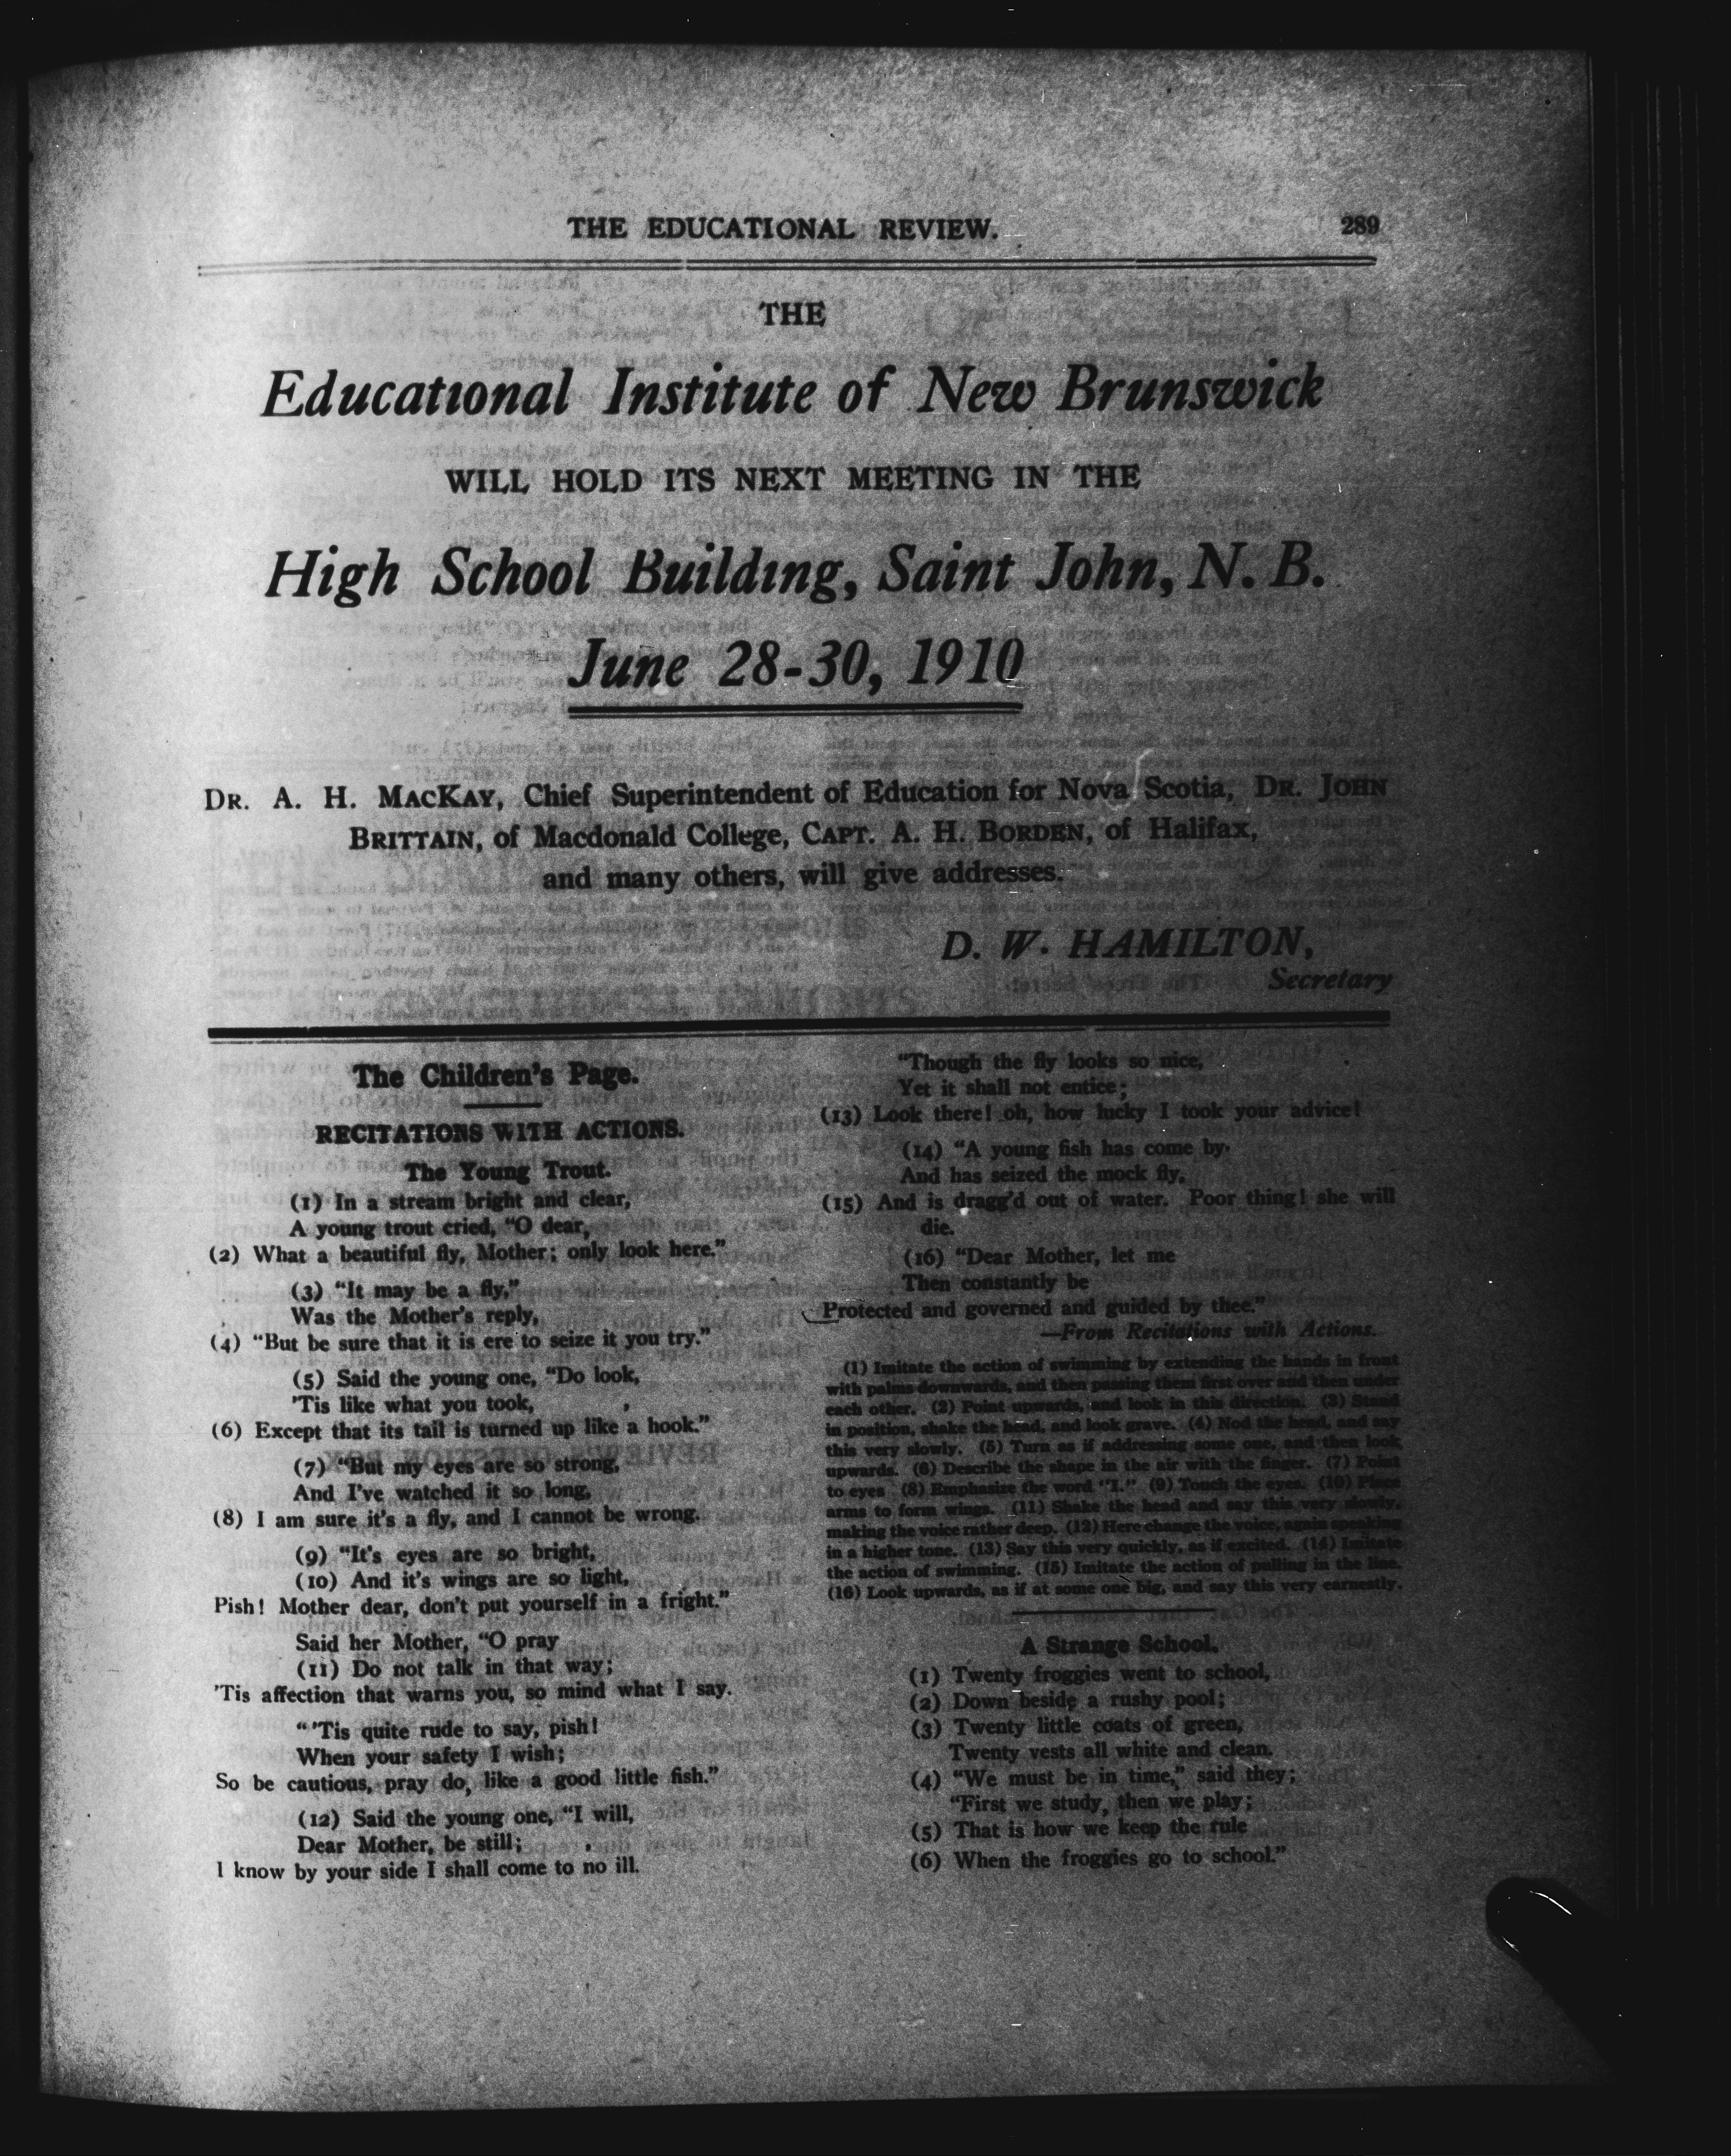 THE EDUCATIONAL REVIEW. 289
THE
Educational Institute of New Brunswick
WILL HOLD ITS NEXT MEETING IN THE
High School Building, Saint John, N. B.
June 28-30, 1910
DR. A. H. MACKAY, Chief Superintendent of Education for Nova Scotia, DR. JOHN
BRITTAIN, of Macdonald College, CAPT. A. H. BORDEN, of Halifax,
and many others, will give addresses.
D. W. HAMILTON,
Secretary
The Children's Page.
RECITATIONS WITH ACTIONS.
The Young Trout.
(1) In a stream bright and clear,
A young trout cried, "O dear,
(2) What a beautiful fly, Mother; only look here."
(3) "It may be a fly,"
Was the Mother's reply,
(4) "But be sure that it is ere to seize it you try."
(5) Said the young one, "Do look,
'Tis like what you took,
(6) Except that its tail is turned up like a hook."
(7) "But my eyes are so strong,
And I've watched it so long,
(8) I am sure it's a fly, and I cannot be wrong.
(9) "It's eyes are so bright,
(10) And it's wings are so light,
Pish! Mother dear, don't put yourself in a fright."
Said her Mother, "O pray
(11) Do not talk in that way;
'Tis affection that warns you, so mind what I say.
"'Tis quite rude to say, pish!
When your safety I wish;
So be cautious, pray do, like a good little fish."
(12) Said the young one, "I will,
Dear Mother, be still;
I know by your side I shall come to no ill.
"Though the fly looks so nice,
Yet it shall not entice;
(13) Look there! oh, how lucky I took your advice!
(14) "A young fish has come by.
And has seized the mock fly,
(15) And is dragg'd out of water. Poor thing! she will
die.
(16) "Dear Mother, let me
Then constantly be
Protected and governed and guided by thee."
—From Recitations with Actions.
(1) Imitate the action of swimming by extending the hands in front
with palms downwards, and then passing them first over and then under
each other. (2) Point upwards, and look in this direction. (3) Stand
in position, shake the head, and look grave. (4) Nod the head, and say
this very slowly. (5) Turn as if addressing some one, and then look
upwards. (6) Describe the shape in the air with the finger. (7) Point
to eyes (8) Emphasize the word "I." (9) Touch the eyes. (10) Place
arms to form wings. (11) Shake the head and say this very slowly,
making the voice rather deep. (12) Here change the voice, again speaking
in a higher tone. (13) Say this very quickly, as if excited. (14) Imitate
the action of swimming. (15) Imitate the action of pulling in the line.
(16) Look upwards, as if at some one big, and say this very earnestly.
A Strange School.
(1) Twenty froggies went to school,
(2) Down beside a rushy pool;
(3) Twenty little coats of green,
Twenty vests all white and clean.
(4) "We must be in time," said they;
"First we study, then we play;
(5) That is how we keep the rule
(6) When the froggies go to school."